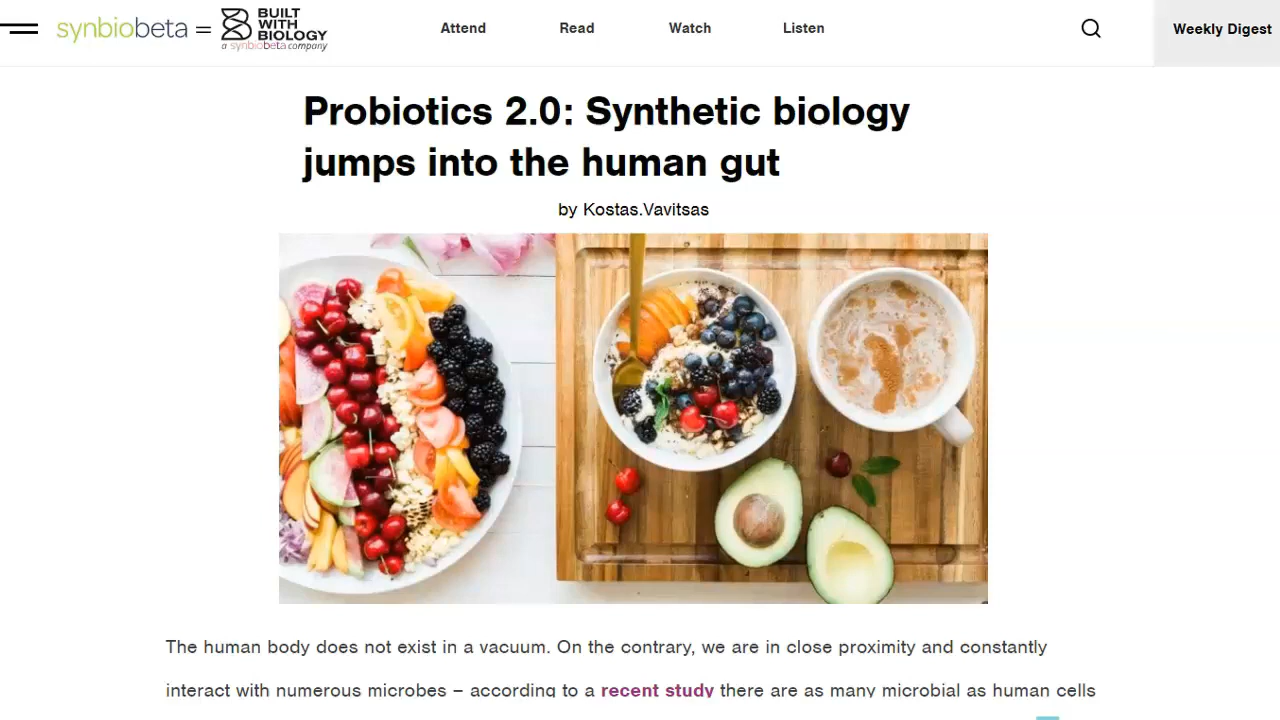 synbiobeta
=
BUILT
WITH
BIOLOGY
a synbiobeta company
Attend
Read
Watch
Listen
Weekly Digest
Probiotics 2.0: Synthetic biology
jumps into the human gut
by Kostas.Vavitsas
The human body does not exist in a vacuum. On the contrary, we are in close proximity and constantly
interact with numerous microbes – according to a recent study there are as many microbial as human cells